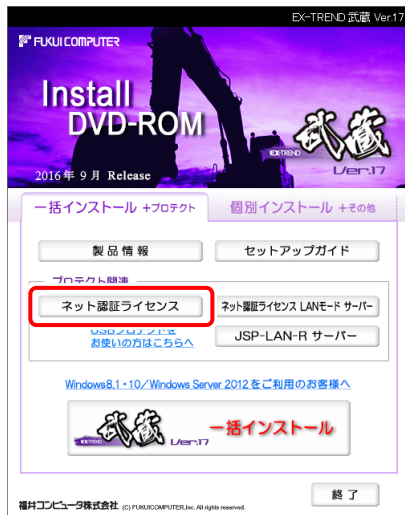 EX-TREND 武蔵 Ver.17
FUKUI COMPUTER
Install
DVD-ROM
EX-TREND 武蔵 Ver.17
2016年 9月 Release
一括インストール +プロテクト
個別インストール +その他
製品情報
セットアップガイド
プロテクト関連
ネット認証ライセンス
ネット認証ライセンス LANモード サーバー
USBプロテクトを
お使いの方はこちらへ
JSP-LAN-R サーバー
Windows8.1・10／Windows Server 2012 をご利用のお客様へ
EX-TREND 武蔵 Ver.17 一括インストール
終了
福井コンピュータ株式会社 (C) FUKUICOMPUTER,Inc. All rights reserved.